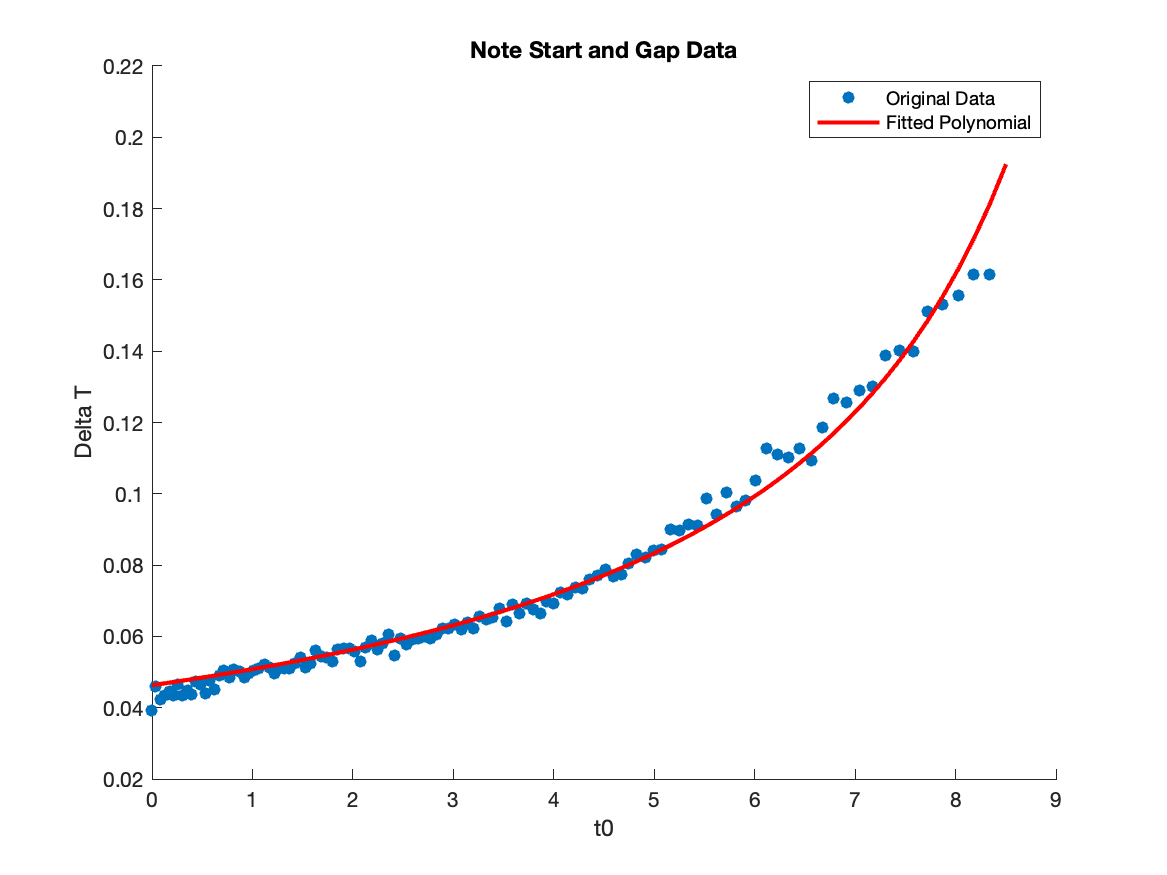 Note Start and Gap Data
Original Data
Fitted Polynomial
0.22
0.2
0.18
0.16
0.14
0.12
0.1
0.08
0.06
0.04
0.02
Delta T
0 1 2 3 4 5 6 7 8 9
t0